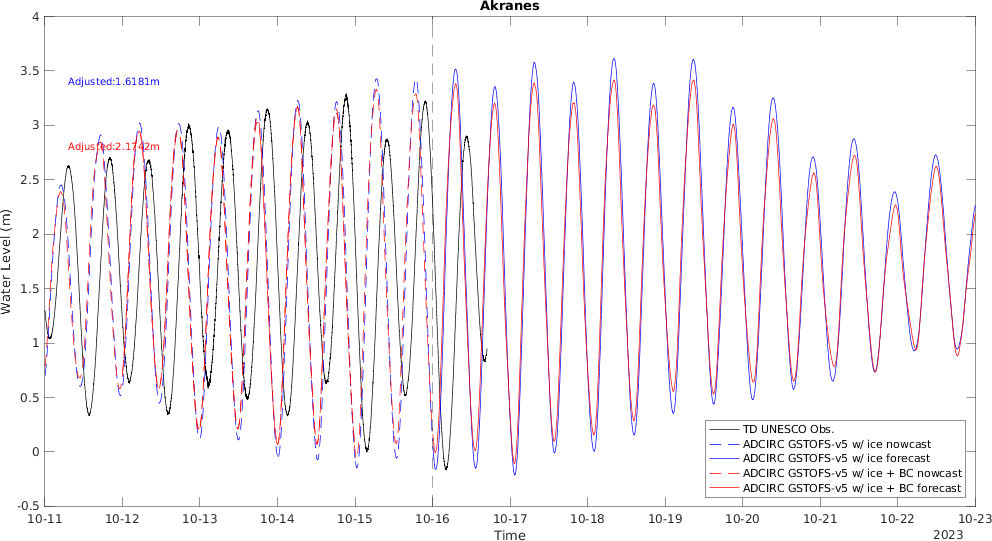 Akranes
4
3.5
3
2.5
2
1.5
1
0.5
0
-0.5
Water Level (m)
Adjusted:1.6181m
Adjusted:2.1742m
TD UNESCO Obs.
ADCIRC GSTOFS-v5 w/ ice nowcast
ADCIRC GSTOFS-v5 w/ ice forecast
ADCIRC GSTOFS-v5 w/ ice + BC nowcast
ADCIRC GSTOFS-v5 w/ ice + BC forecast
10-11 10-12 10-13 10-14 10-15 10-16 10-17 10-18 10-19 10-20 10-21 10-22 10-23
Time
2023